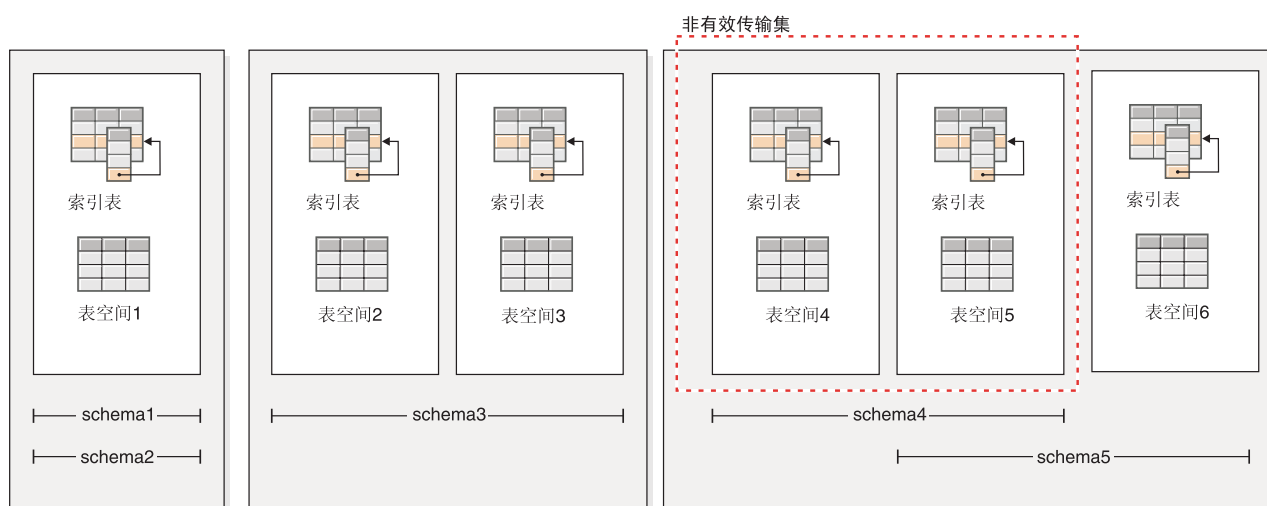 非有效传输集
索引表
索引表
索引表
索引表
索引表
索引表
表空间1
表空间2
表空间3
表空间4
表空间5
表空间6
schema1
schema3
schema4
schema2
schema5